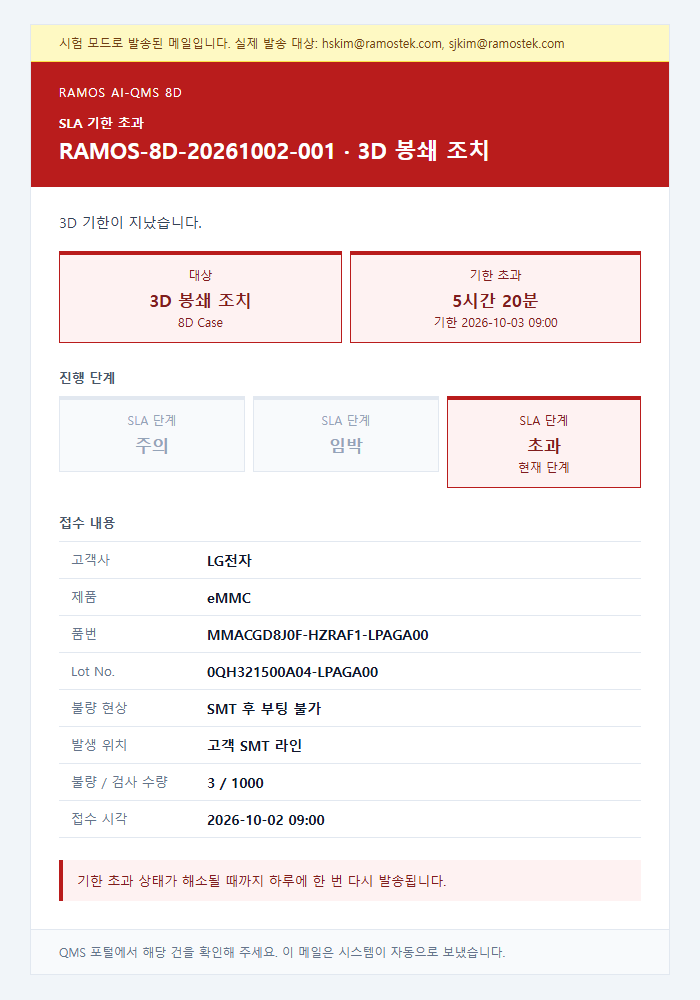 시험 모드로 발송된 메일입니다. 실제 발송 대상: hskim@ramostek.com, sjkim@ramostek.com
RAMOS AI-QMS 8D
SLA 기한 초과
RAMOS-8D-20261002-001 · 3D 봉쇄 조치
3D 기한이 지났습니다.
대상
3D 봉쇄 조치
8D Case
기한 초과
5시간 20분
기한 2026-10-03 09:00
진행 단계
SLA 단계
주의
SLA 단계
임박
SLA 단계
초과
현재 단계
접수 내용
고객사 LG전자
제품 eMMC
품번 MMACGD8J0F-HZRAF1-LPAGA00
Lot No. 0QH321500A04-LPAGA00
불량 현상 SMT 후 부팅 불가
발생 위치 고객 SMT 라인
불량 / 검사 수량 3 / 1000
접수 시각 2026-10-02 09:00
기한 초과 상태가 해소될 때까지 하루에 한 번 다시 발송됩니다.
QMS 포털에서 해당 건을 확인해 주세요. 이 메일은 시스템이 자동으로 보냈습니다.